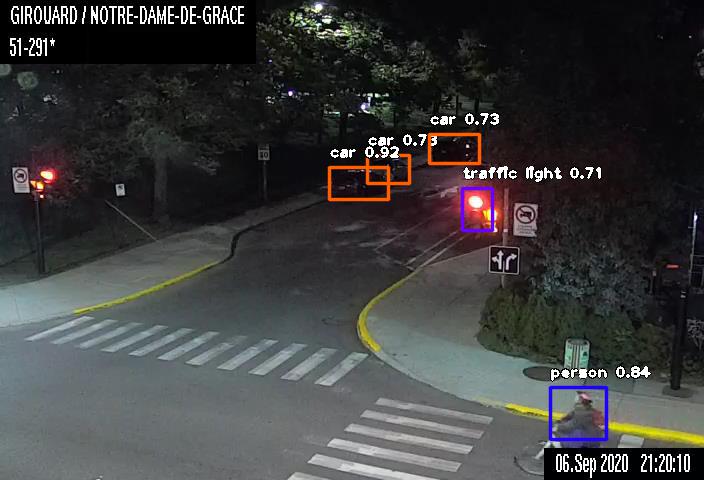 GIROUARD / NOTRE-DAME-DE-GRACE
51-291*
car 0.73
car 0.73
car 0.92
traffic light 0.71
person 0.84
06.Sep 2020 21:20:10